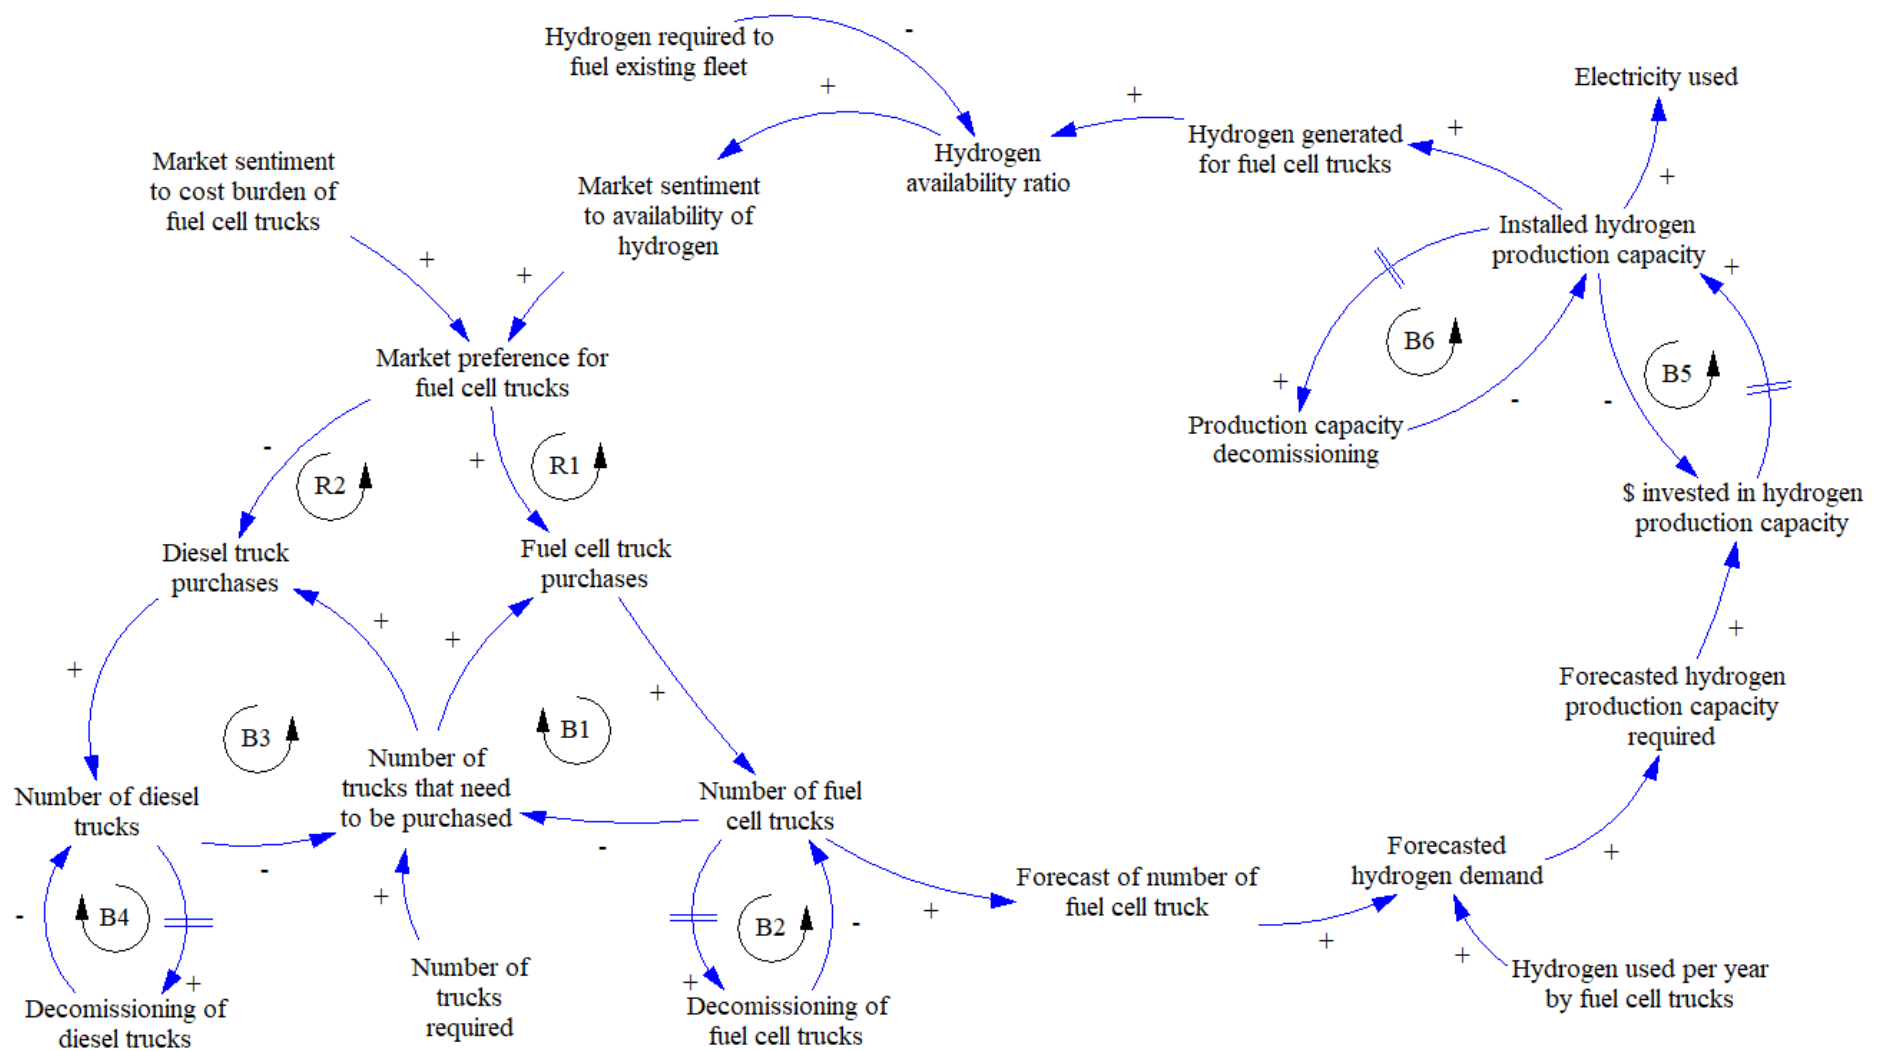 Hydrogen required to
fuel existing fleet
-
+
+
Electricity used
Hydrogen generated
for fuel cell trucks
+
+
Hydrogen
availability ratio
Market sentiment
to cost burden of
fuel cell trucks
Market sentiment
to availability of
hydrogen
Installed hydrogen
production capacity
+
+
+
Market preference for
fuel cell trucks
B6
B5
+
-
-
Production capacity
decomissioning
-
+
R2
R1
$ invested in hydrogen
production capacity
Diesel truck
purchases
Fuel cell truck
purchases
+
+
+
+
+
Forecasted hydrogen
production capacity
required
B3
B1
Number of
trucks that need
to be purchased
Number of diesel
trucks
Number of fuel
cell trucks
-
-
+
Forecasted
hydrogen demand
Forecast of number of
fuel cell truck
+
+
-
B4
B2
-
+
+
+
+
Number of
trucks
required
Hydrogen used per year
by fuel cell trucks
Decomissioning of
diesel trucks
Decomissioning of
fuel cell trucks